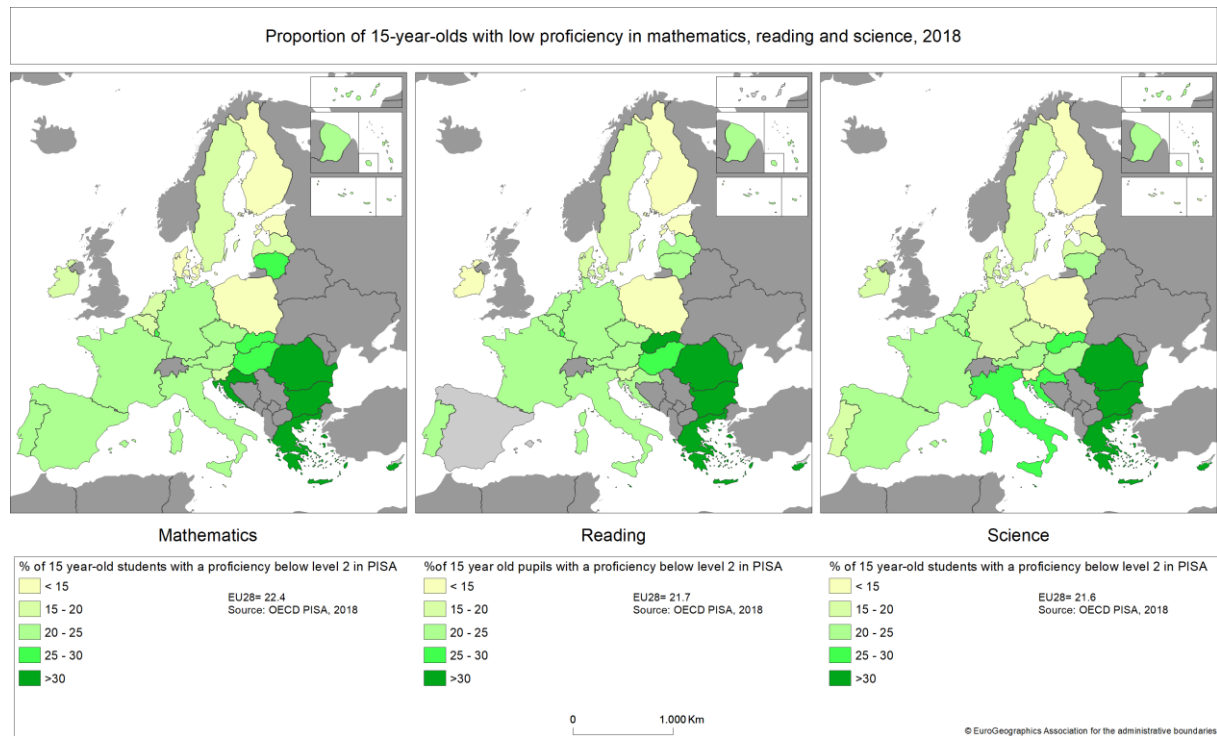 Proportion of 15-year-olds with low proficiency in mathematics, reading and science, 2018
Mathematics
Reading
Science
% of 15 year-old students with a proficiency below level 2 in PISA
< 15
15 - 20
20 - 25
25 - 30
>30
EU28= 22.4
Source: OECD PISA, 2018
%of 15 year old pupils with a proficiency below level 2 in PISA
< 15
15 - 20
20 - 25
25 - 30
>30
EU28= 21.7
Source: OECD PISA, 2018
% of 15 year-old students with a proficiency below level 2 in PISA
< 15
15 - 20
20 - 25
25 - 30
>30
EU28= 21.6
Source: OECD PISA, 2018
0 1.000 Km
© EuroGeographics Association for the administrative boundaries